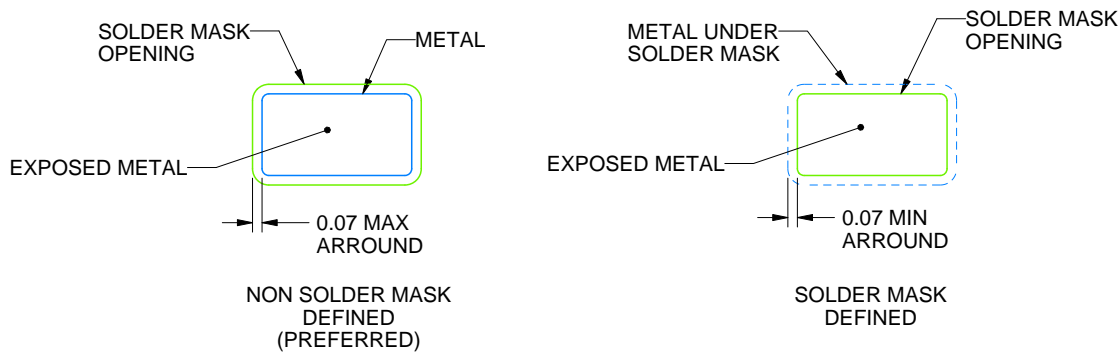 SOLDER MASK
OPENING
METAL
EXPOSED METAL
0.07 MAX
ARROUND
NON SOLDER MASK
DEFINED
(PREFERRED)
METAL UNDER
SOLDER MASK
SOLDER MASK
OPENING
EXPOSED METAL
0.07 MIN
ARROUND
SOLDER MASK
DEFINED